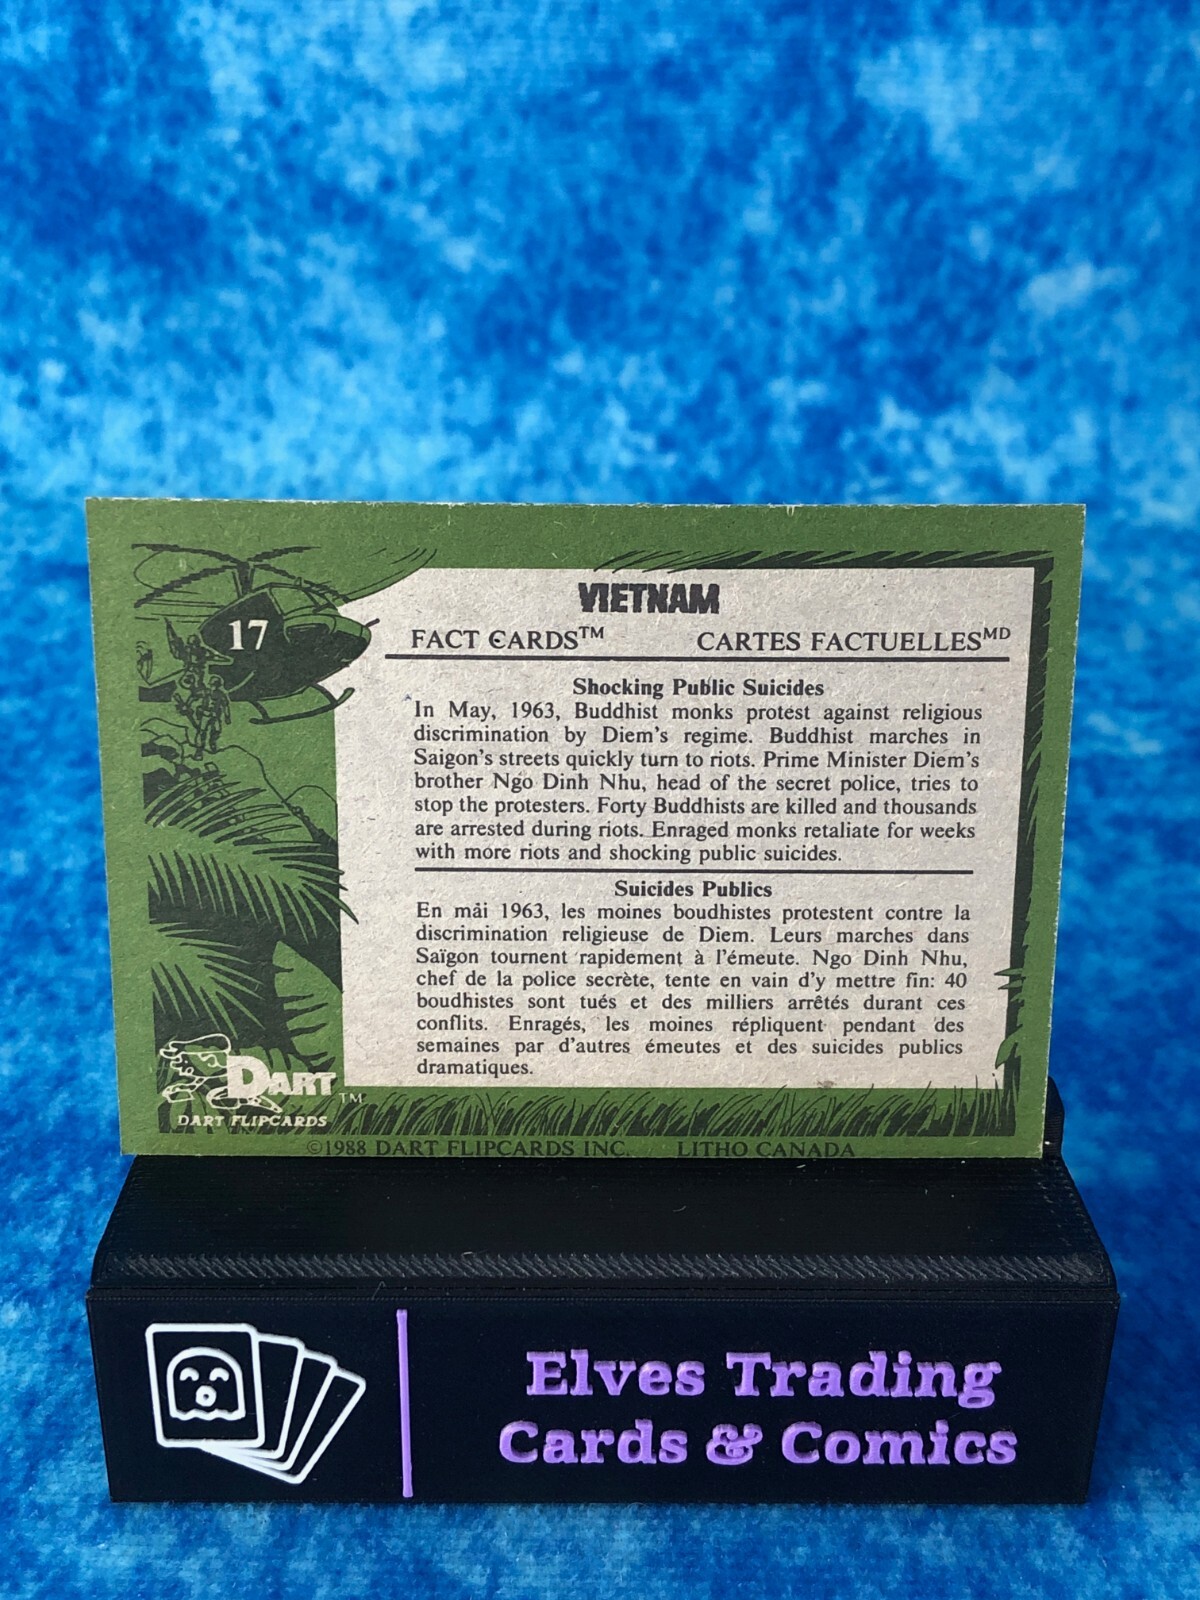 17
VIETNAM
FACT CARDS™ CARTES FACTUELLESᴹᴰ
Shocking Public Suicides
In May, 1963, Buddhist monks protest against religious
discrimination by Diem's regime. Buddhist marches in
Saigon's streets quickly turn to riots. Prime Minister Diem's
brother Ngo Dinh Nhu, head of the secret police, tries to
stop the protesters. Forty Buddhists are killed and thousands
are arrested during riots. Enraged monks retaliate for weeks
with more riots and shocking public suicides.
Suicides Publics
En mai 1963, les moines boudhistes protestent contre la
discrimination religieuse de Diem. Leurs marches dans
Saïgon tournent rapidement à l'émeute. Ngo Dinh Nhu,
chef de la police secrète, tente en vain d'y mettre fin: 40
boudhistes sont tués et des milliers arrêtés durant ces
conflits. Enragés, les moines répliquent pendant des
semaines par d'autres émeutes et des suicides publics
dramatiques.
DART™
DART FLIPCARDS
©1988 DART FLIPCARDS INC. LITHO CANADA
Elves Trading
Cards & Comics